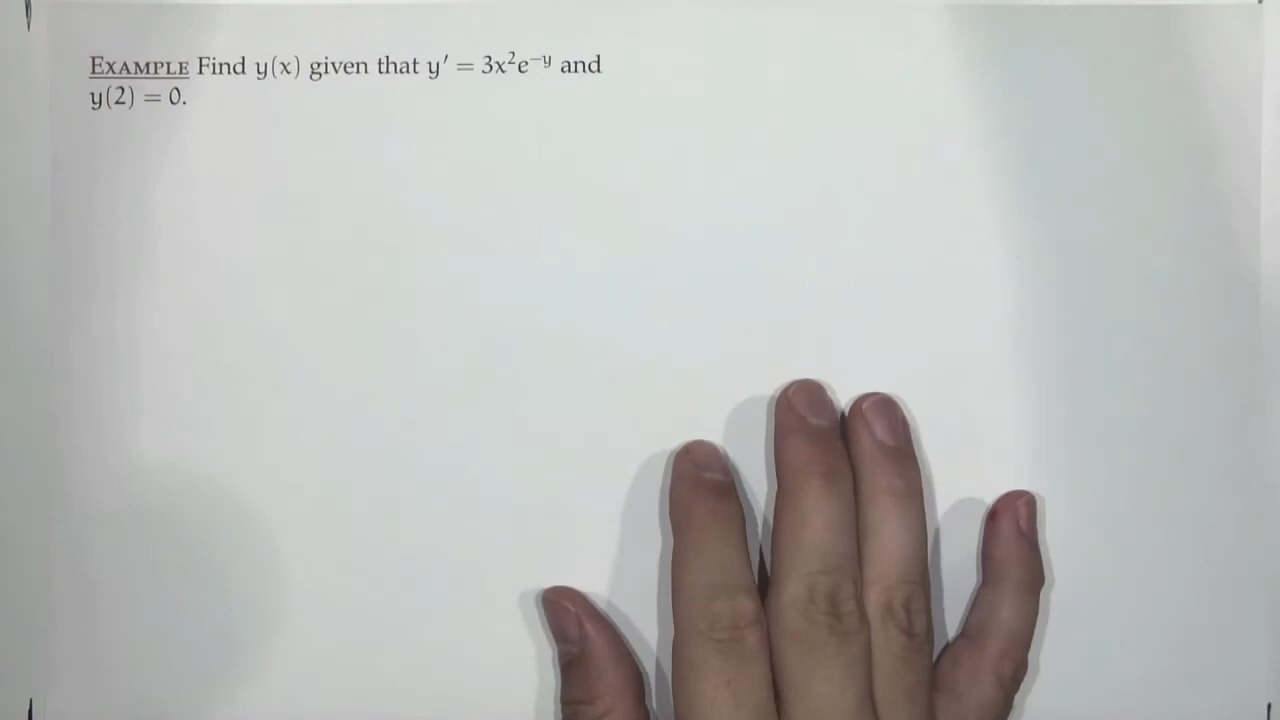 EXAMPLE Find y(x) given that y′ = 3x²e⁻ʸ and
y(2) = 0.